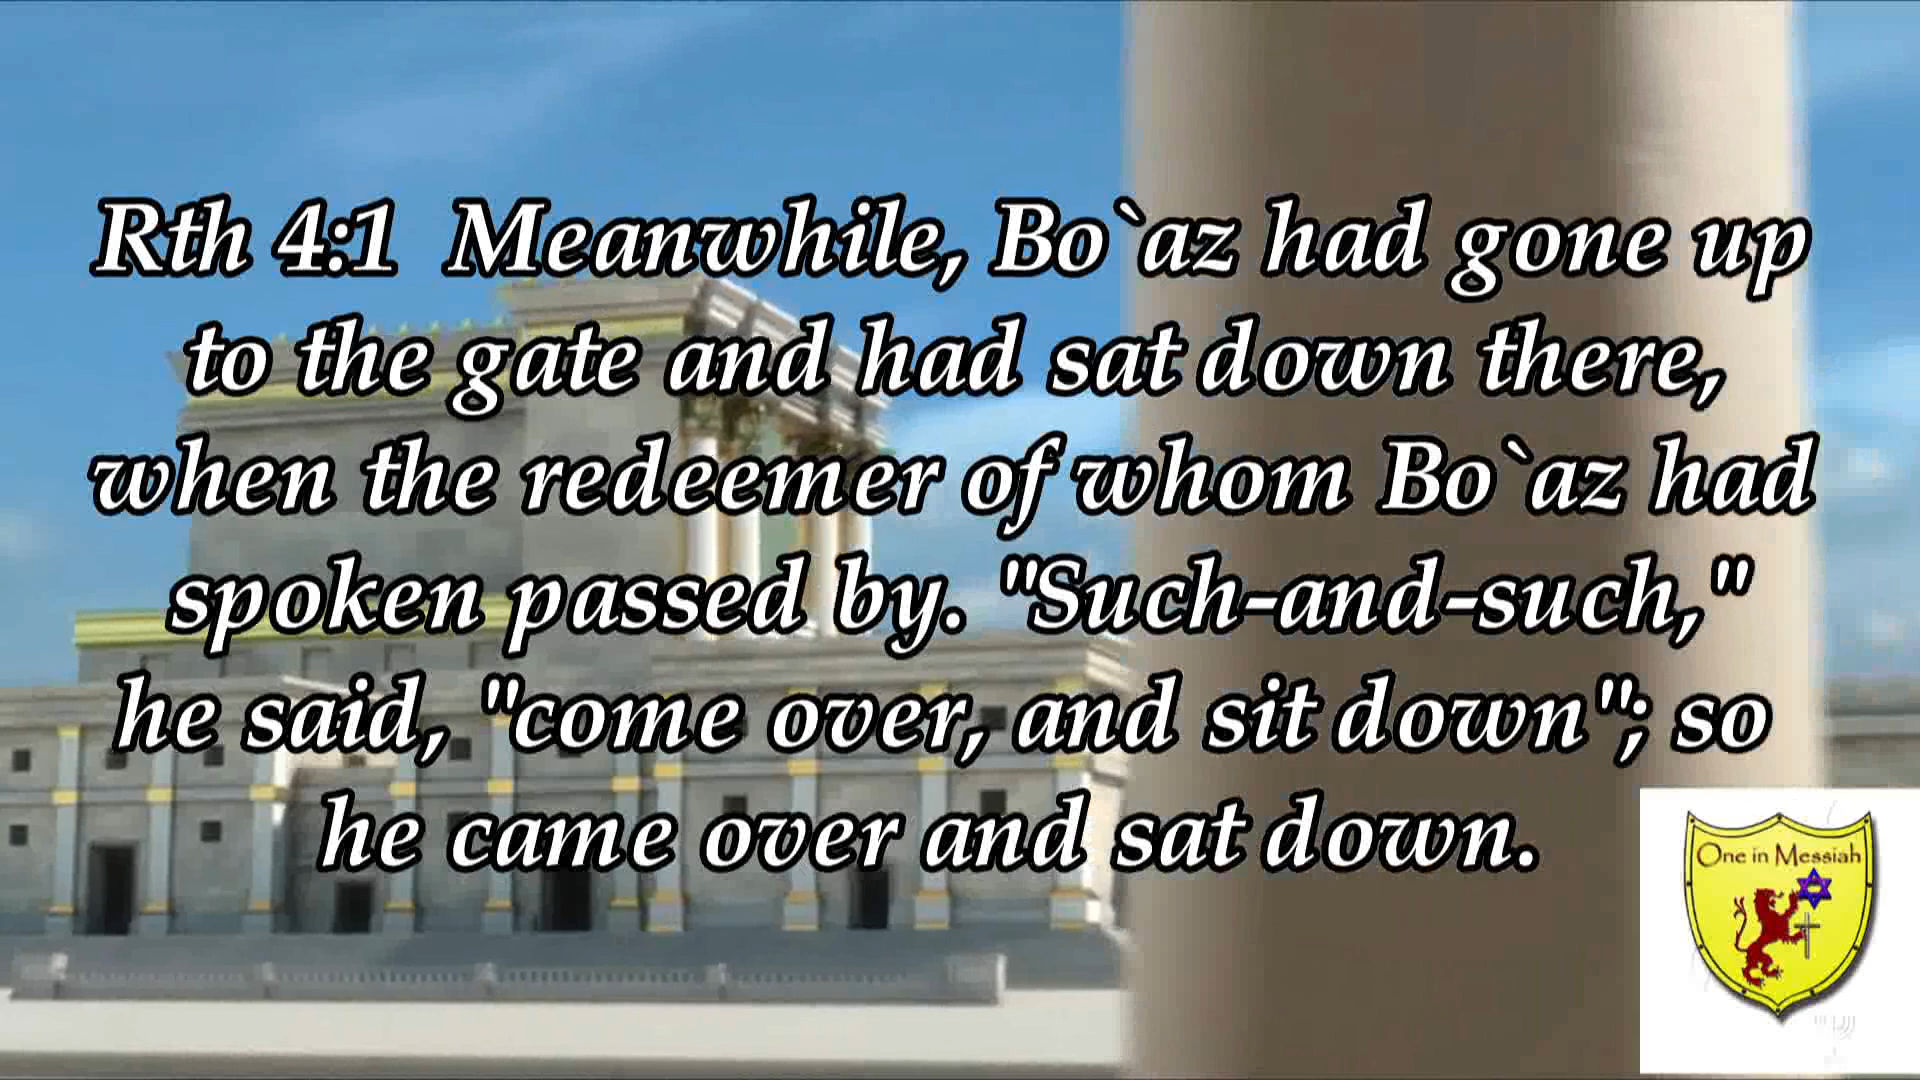 Rth 4:1  Meanwhile, Bo`az had gone up
to the gate and had sat down there,
when the redeemer of whom Bo`az had
spoken passed by. "Such-and-such,"
he said, "come over, and sit down"; so
he came over and sat down.
One in Messiah